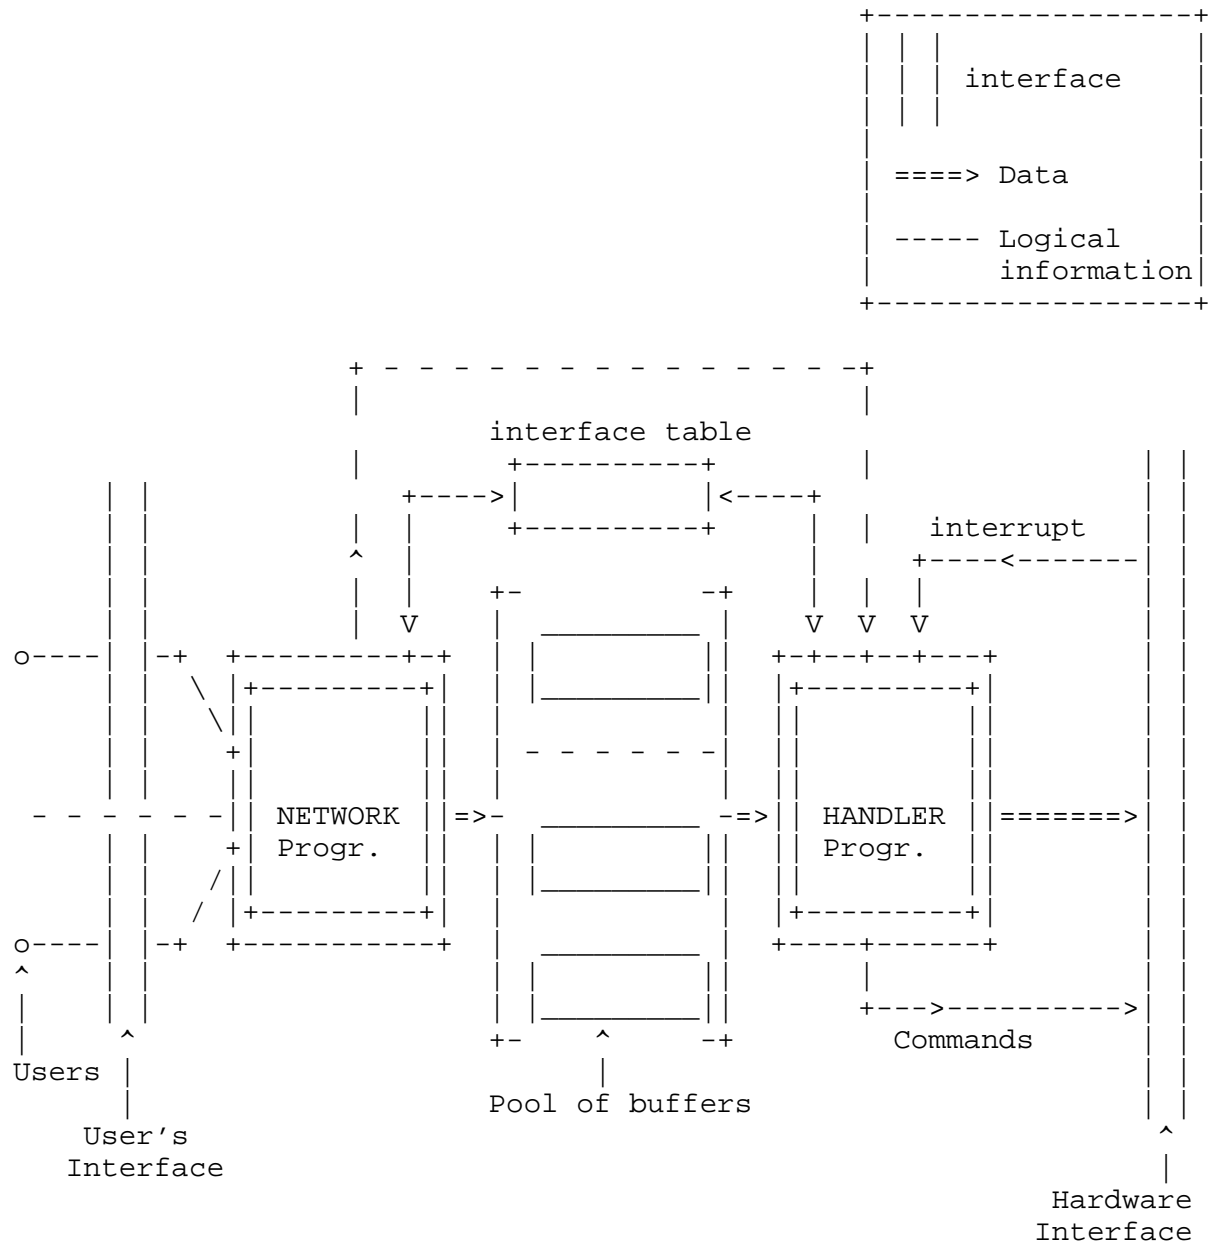 interface
====> Data
----- Logical
information
interface table
interrupt
NETWORK
Progr.
HANDLER
Progr.
Commands
Users
Pool of buffers
User's
Interface
Hardware
Interface